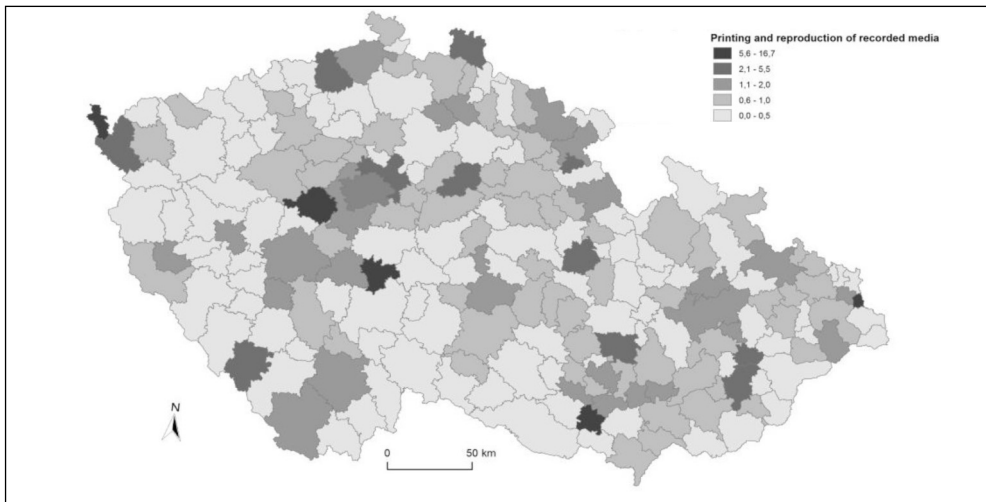 Printing and reproduction of recorded media
5,6 - 16,7
2,1 - 5,5
1,1 - 2,0
0,6 - 1,0
0,0 - 0,5
N
0 50 km